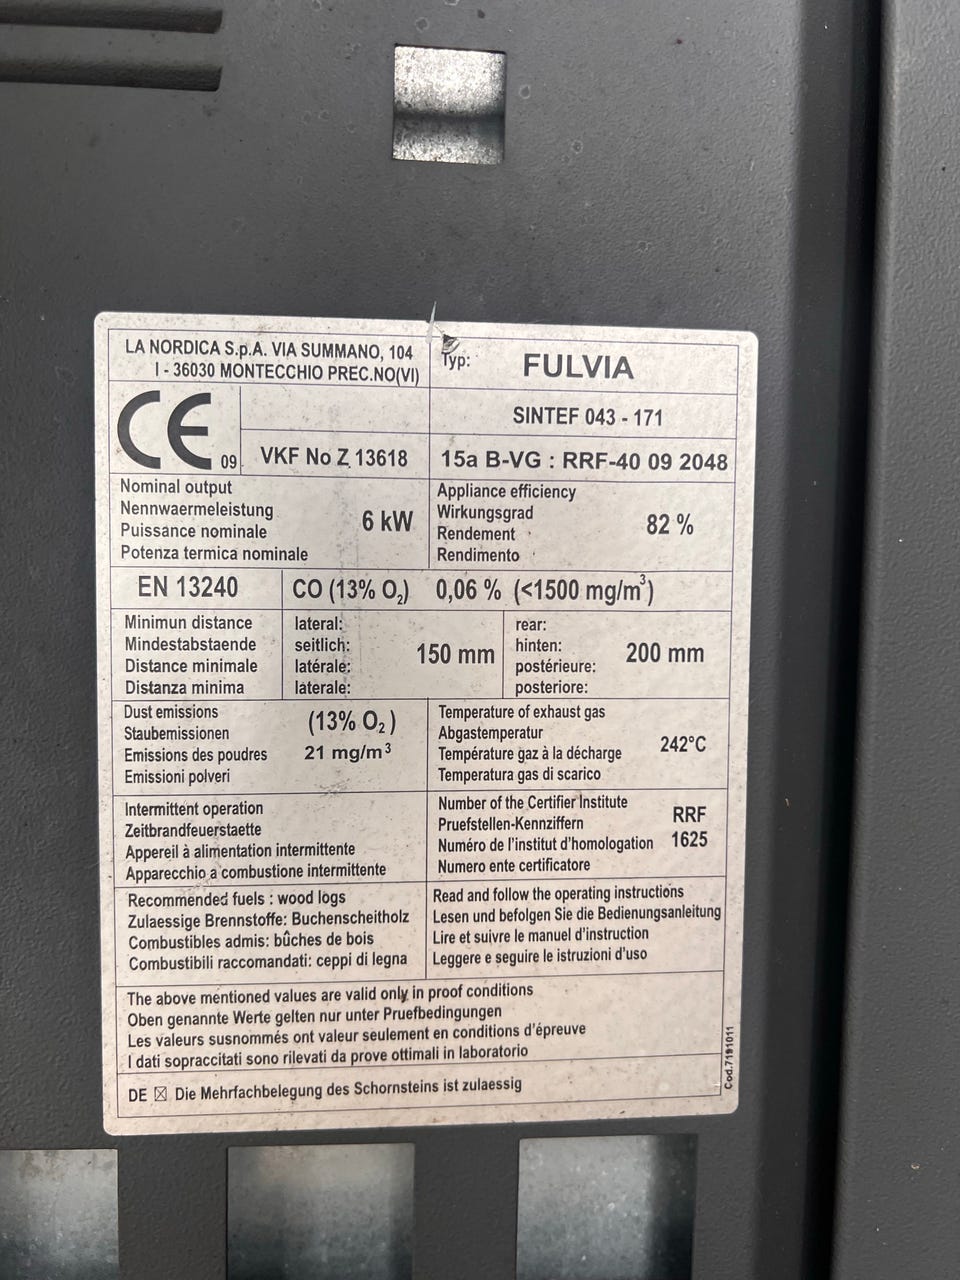 LA NORDICA S.p.A. VIA SUMMANO, 104
I - 36030 MONTECCHIO PREC.NO(VI)
Typ: FULVIA
SINTEF 043 - 171
CE 09
VKF No Z 13618
15a B-VG : RRF-40 09 2048
Nominal output
Nennwaermeleistung
Puissance nominale
Potenza termica nominale
6 kW
Appliance efficiency
Wirkungsgrad
Rendement
Rendimento
82 %
EN 13240
CO (13% O₂) 0,06 % (<1500 mg/m³)
Minimun distance
Mindestabstaende
Distance minimale
Distanza minima
lateral:
seitlich:
latérale:
laterale:
150 mm
rear:
hinten:
postérieure:
posteriore:
200 mm
Dust emissions
Staubemissionen
Emissions des poudres
Emissioni polveri
(13% O₂)
21 mg/m³
Temperature of exhaust gas
Abgastemperatur
Température gaz à la décharge
Temperatura gas di scarico
242°C
Intermittent operation
Zeitbrandfeuerstaette
Appereil à alimentation intermittente
Apparecchio a combustione intermittente
Number of the Certifier Institute
Pruefstellen-Kennziffern
Numéro de l'institut d'homologation
Numero ente certificatore
RRF
1625
Recommended fuels : wood logs
Zulaessige Brennstoffe: Buchenscheitholz
Combustibles admis: bûches de bois
Combustibili raccomandati: ceppi di legna
Read and follow the operating instructions
Lesen und befolgen Sie die Bedienungsanleitung
Lire et suivre le manuel d'instruction
Leggere e seguire le istruzioni d'uso
The above mentioned values are valid only in proof conditions
Oben genannte Werte gelten nur unter Pruefbedingungen
Les valeurs susnommés ont valeur seulement en conditions d'épreuve
I dati sopraccitati sono rilevati da prove ottimali in laboratorio
DE ☒ Die Mehrfachbelegung des Schornsteins ist zulaessig
Cod.7191011